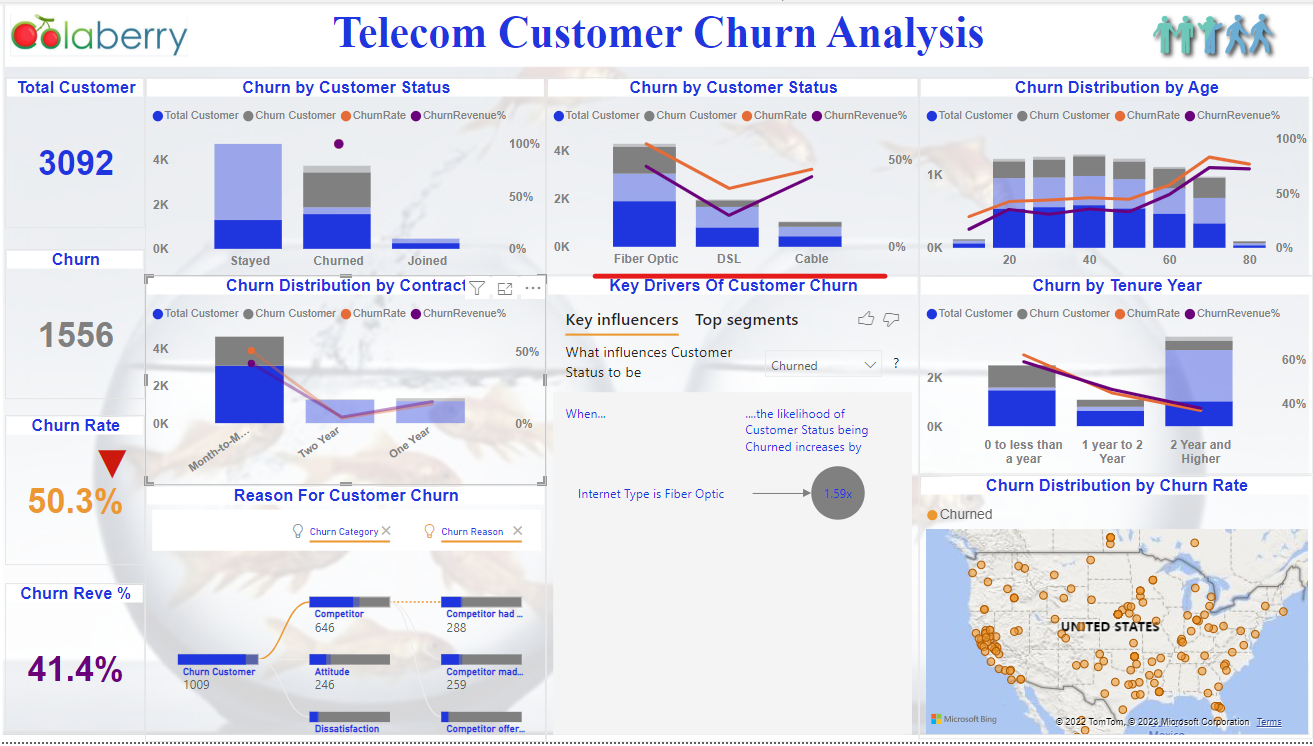 Colaberry
Telecom Customer Churn Analysis
Total Customer
3092
Churn
1556
Churn Rate
50.3%
Churn Reve %
41.4%
Churn by Customer Status
Total Customer Churn Customer ChurnRate ChurnRevenue%
4K
2K
0K
100%
50%
0%
Stayed Churned Joined
Churn by Customer Status
Total Customer Churn Customer ChurnRate ChurnRevenue%
4K
2K
0K
50%
0%
Fiber Optic DSL Cable
Churn Distribution by Age
Total Customer Churn Customer ChurnRate ChurnRevenue%
1K
0K
100%
50%
0%
20 40 60 80
Churn Distribution by Contract
Total Customer Churn Customer ChurnRate ChurnRevenue%
4K
2K
0K
50%
0%
Month-to-M... Two Year One Year
Key Drivers Of Customer Churn
Key influencers Top segments
What influences Customer
Status to be
Churned
?
When...
....the likelihood of
Customer Status being
Churned increases by
Internet Type is Fiber Optic
1.59x
Churn by Tenure Year
Total Customer Churn Customer ChurnRate ChurnRevenue%
2K
0K
60%
40%
0 to less than
a year
1 year to 2
Year
2 Year and
Higher
Reason For Customer Churn
Churn Category Churn Reason
Churn Customer
1009
Competitor
646
Attitude
246
Dissatisfaction
Competitor had ...
288
Competitor mad...
259
Competitor offer...
Churn Distribution by Churn Rate
Churned
UNITED STATES
Microsoft Bing
© 2022 TomTom, © 2023 Microsoft Corporation Terms
Mexico